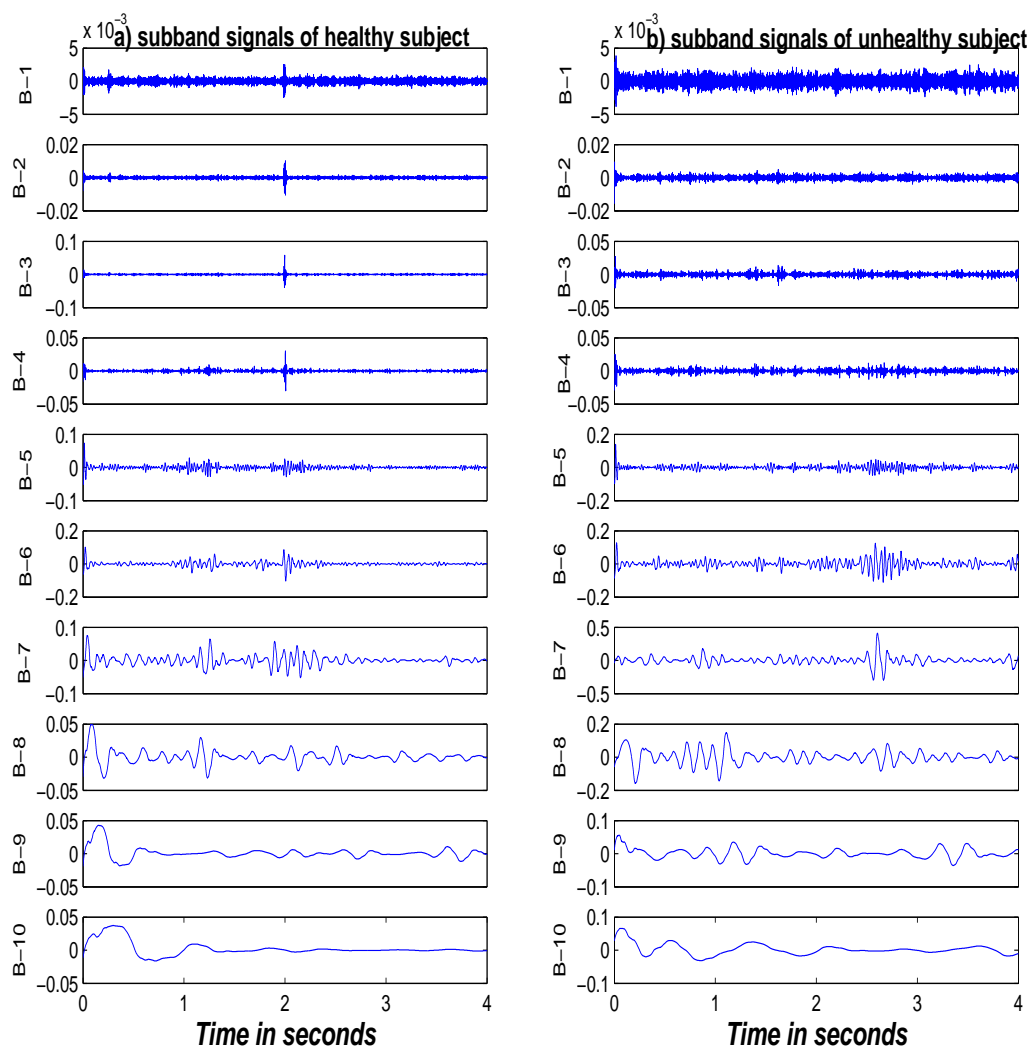 x 10⁻³
a) subband signals of healthy subject
5
0
−5
B−1
0.02
0
−0.02
B−2
0.1
0
−0.1
B−3
0.05
0
−0.05
B−4
0.1
0
−0.1
B−5
0.2
0
−0.2
B−6
0.1
0
−0.1
B−7
0.05
0
−0.05
B−8
0.05
0
−0.05
B−9
0.05
0
−0.05
B−10
0 1 2 3 4
Time in seconds
x 10⁻³
b) subband signals of unhealthy subject
5
0
−5
B−1
0.02
0
−0.02
B−2
0.05
0
−0.05
B−3
0.05
0
−0.05
B−4
0.2
0
−0.2
B−5
0.2
0
−0.2
B−6
0.5
0
−0.5
B−7
0.2
0
−0.2
B−8
0.1
0
−0.1
B−9
0.1
0
−0.1
B−10
0 1 2 3 4
Time in seconds